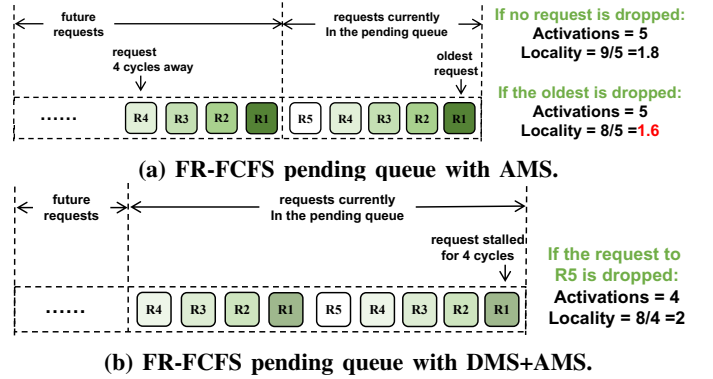 future
requests
requests currently
In the pending queue
request
4 cycles away
oldest
request
...... R4 R3 R2 R1 R5 R4 R3 R2 R1
If no request is dropped:
Activations = 5
Locality = 9/5 =1.8
If the oldest is dropped:
Activations = 5
Locality = 8/5 =1.6
(a) FR-FCFS pending queue with AMS.
future
requests
requests currently
In the pending queue
request stalled
for 4 cycles
...... R4 R3 R2 R1 R5 R4 R3 R2 R1
If the request to
R5 is dropped:
Activations = 4
Locality = 8/4 =2
(b) FR-FCFS pending queue with DMS+AMS.